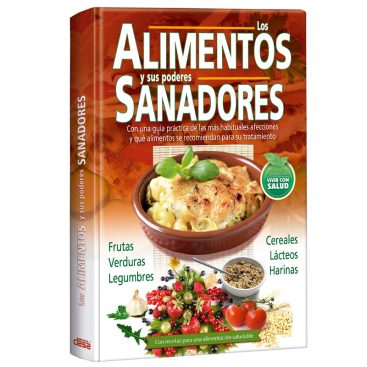 Los
ALIMENTOS
y sus poderes
SANADORES
Con una guía práctica de las más habituales afecciones
y qué alimentos se recomiendan para su tratamiento
VIVIR CON
SALUD
Frutas
Verduras
Legumbres
Cereales
Lácteos
Harinas
Con recetas para una alimentación saludable
Los ALIMENTOS y sus poderes SANADORES